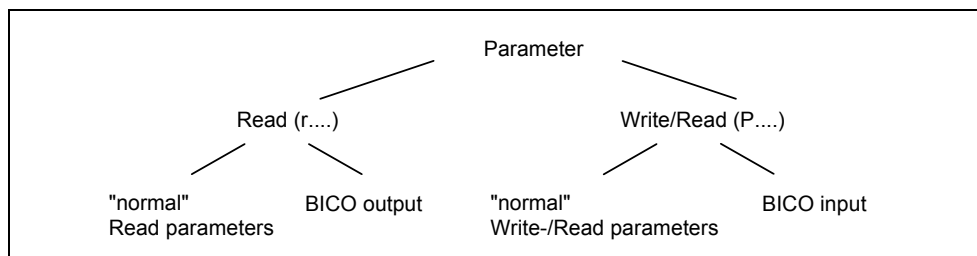 Parameter
Read (r....)
Write/Read (P....)
"normal"
Read parameters
BICO output
"normal"
Write-/Read parameters
BICO input